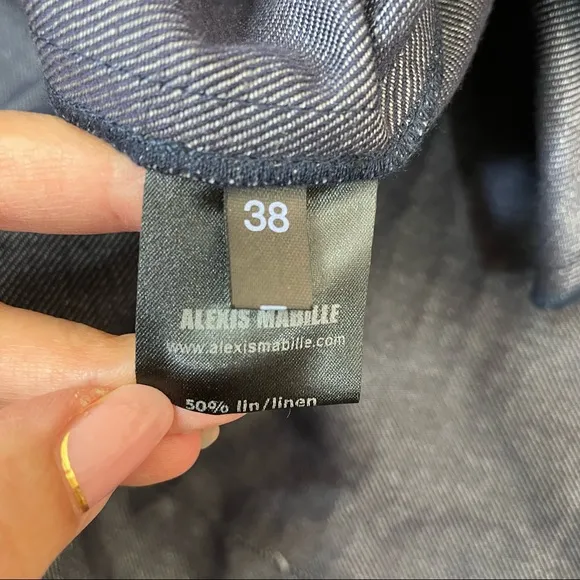 38
ALEXIS MABILLE
www.alexismabille.com
50% lin/linen